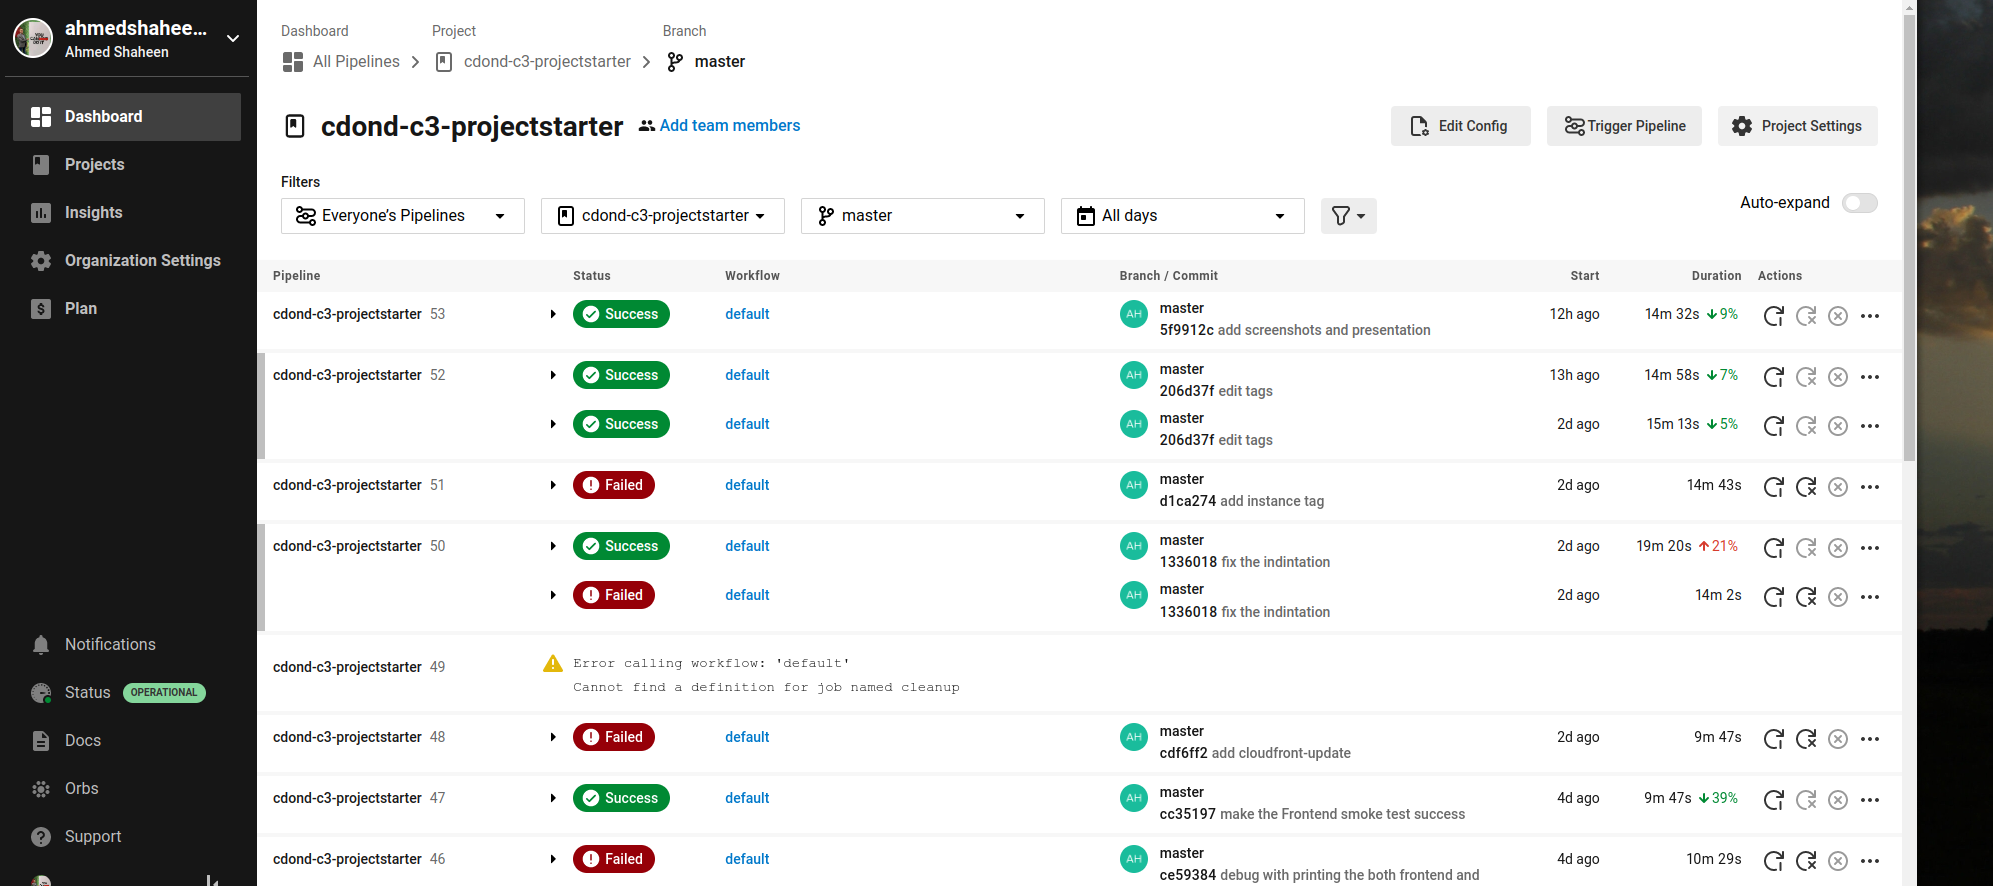 ahmedshahee...
Ahmed Shaheen
Dashboard
Projects
Insights
Organization Settings
Plan
Notifications
Status OPERATIONAL
Docs
Orbs
Support
Dashboard Project Branch
All Pipelines cdond-c3-projectstarter master
cdond-c3-projectstarter Add team members
Edit Config Trigger Pipeline Project Settings
Filters
Everyone's Pipelines cdond-c3-projectstarter master All days
Auto-expand
Pipeline Status Workflow Branch / Commit Start Duration Actions
cdond-c3-projectstarter 53 Success default AH master 12h ago 14m 32s 9%
5f9912c add screenshots and presentation
cdond-c3-projectstarter 52 Success default AH master 13h ago 14m 58s 7%
206d37f edit tags
Success default AH master 2d ago 15m 13s 5%
206d37f edit tags
cdond-c3-projectstarter 51 Failed default AH master 2d ago 14m 43s
d1ca274 add instance tag
cdond-c3-projectstarter 50 Success default AH master 2d ago 19m 20s 21%
1336018 fix the indintation
Failed default AH master 2d ago 14m 2s
1336018 fix the indintation
cdond-c3-projectstarter 49 Error calling workflow: 'default'
Cannot find a definition for job named cleanup
cdond-c3-projectstarter 48 Failed default AH master 2d ago 9m 47s
cdf6ff2 add cloudfront-update
cdond-c3-projectstarter 47 Success default AH master 4d ago 9m 47s 39%
cc35197 make the Frontend smoke test success
cdond-c3-projectstarter 46 Failed default AH master 4d ago 10m 29s
ce59384 debug with printing the both frontend and